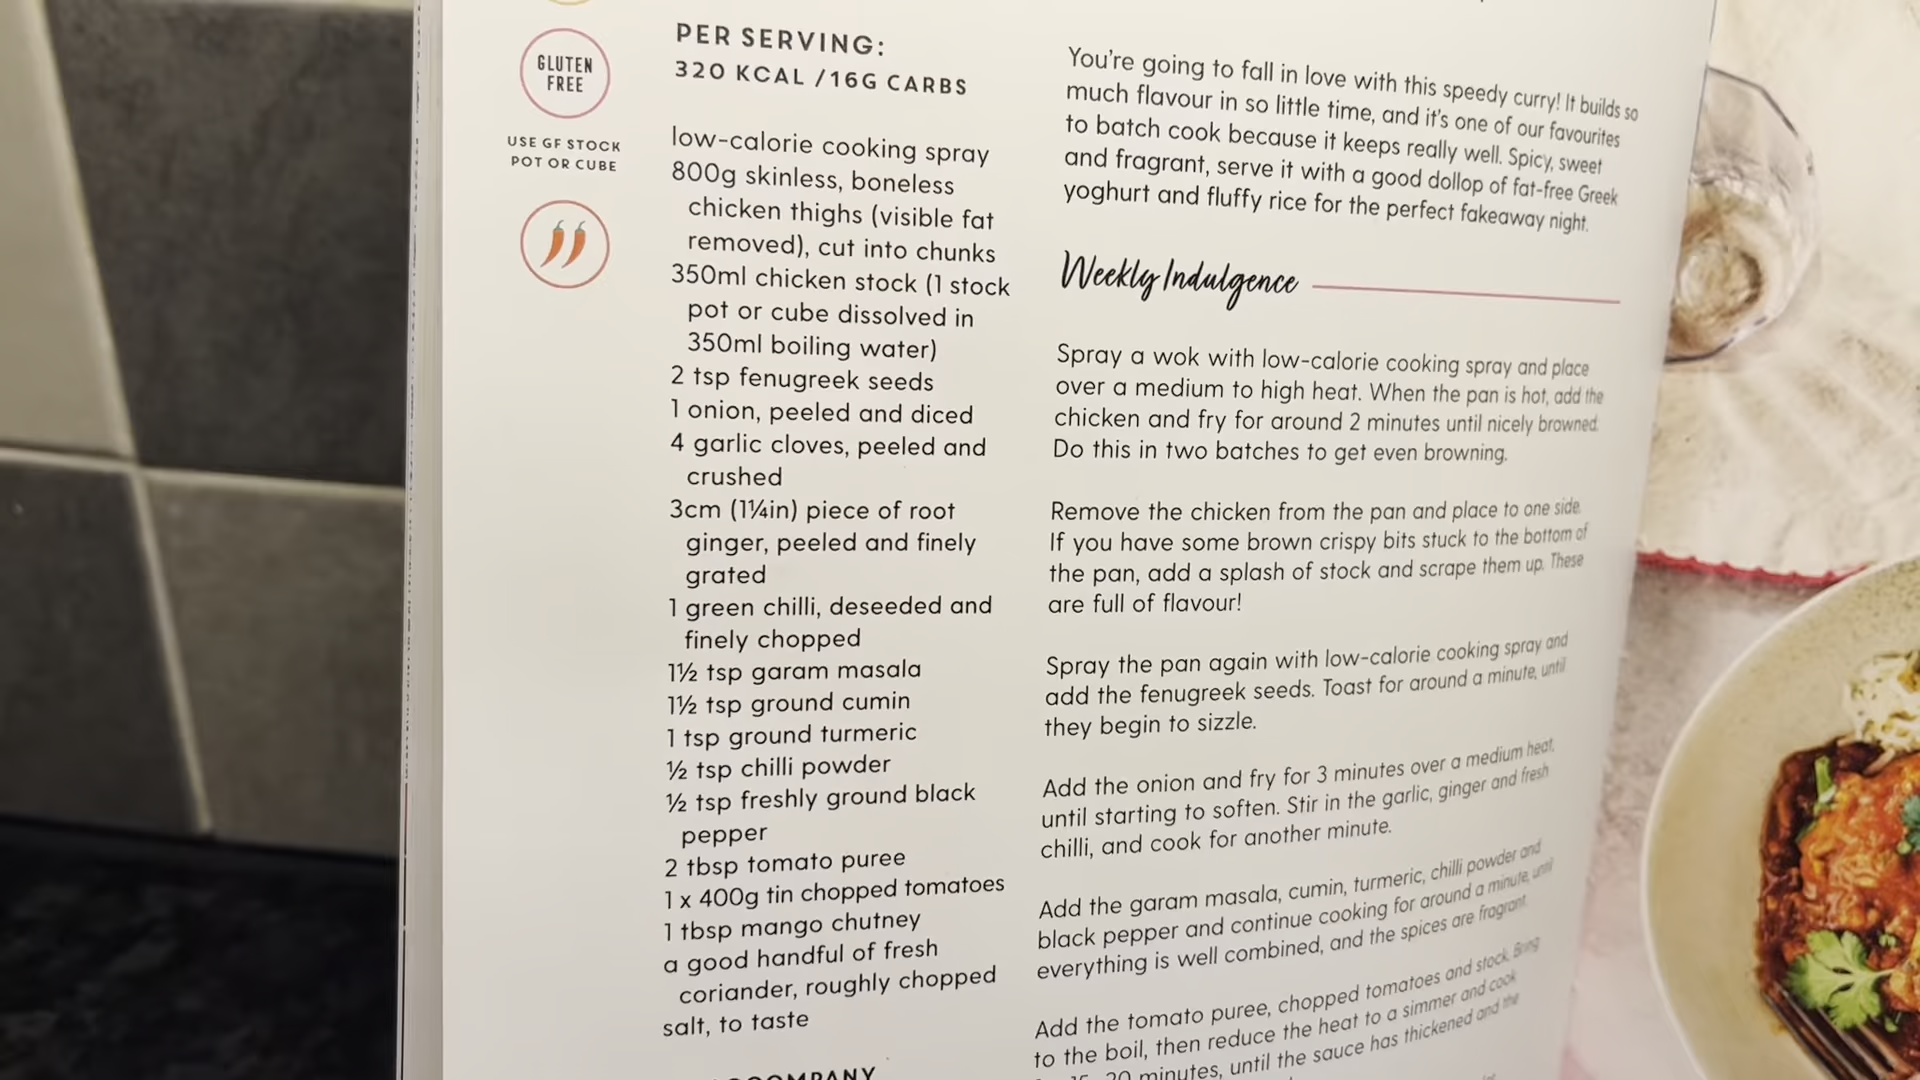 GLUTEN
FREE
USE GF STOCK
POT OR CUBE
PER SERVING:
320 KCAL /16G CARBS
low-calorie cooking spray
800g skinless, boneless
chicken thighs (visible fat
removed), cut into chunks
350ml chicken stock (1 stock
pot or cube dissolved in
350ml boiling water)
2 tsp fenugreek seeds
1 onion, peeled and diced
4 garlic cloves, peeled and
crushed
3cm (1¼in) piece of root
ginger, peeled and finely
grated
1 green chilli, deseeded and
finely chopped
1½ tsp garam masala
1½ tsp ground cumin
1 tsp ground turmeric
½ tsp chilli powder
½ tsp freshly ground black
pepper
2 tbsp tomato puree
1 x 400g tin chopped tomatoes
1 tbsp mango chutney
a good handful of fresh
coriander, roughly chopped
salt, to taste
You're going to fall in love with this speedy curry! It builds so
much flavour in so little time, and it's one of our favourites
to batch cook because it keeps really well. Spicy, sweet
and fragrant, serve it with a good dollop of fat-free Greek
yoghurt and fluffy rice for the perfect fakeaway night.
Weekly Indulgence
Spray a wok with low-calorie cooking spray and place
over a medium to high heat. When the pan is hot, add the
chicken and fry for around 2 minutes until nicely browned.
Do this in two batches to get even browning.
Remove the chicken from the pan and place to one side.
If you have some brown crispy bits stuck to the bottom of
the pan, add a splash of stock and scrape them up. These
are full of flavour!
Spray the pan again with low-calorie cooking spray and
add the fenugreek seeds. Toast for around a minute, until
they begin to sizzle.
Add the onion and fry for 3 minutes over a medium heat,
until starting to soften. Stir in the garlic, ginger and fresh
chilli, and cook for another minute.
Add the garam masala, cumin, turmeric, chilli powder and
black pepper and continue cooking for around a minute, until
everything is well combined, and the spices are fragrant.
Add the tomato puree, chopped tomatoes and stock. Bring
to the boil, then reduce the heat to a simmer and cook
minutes, until the sauce has thickened and the